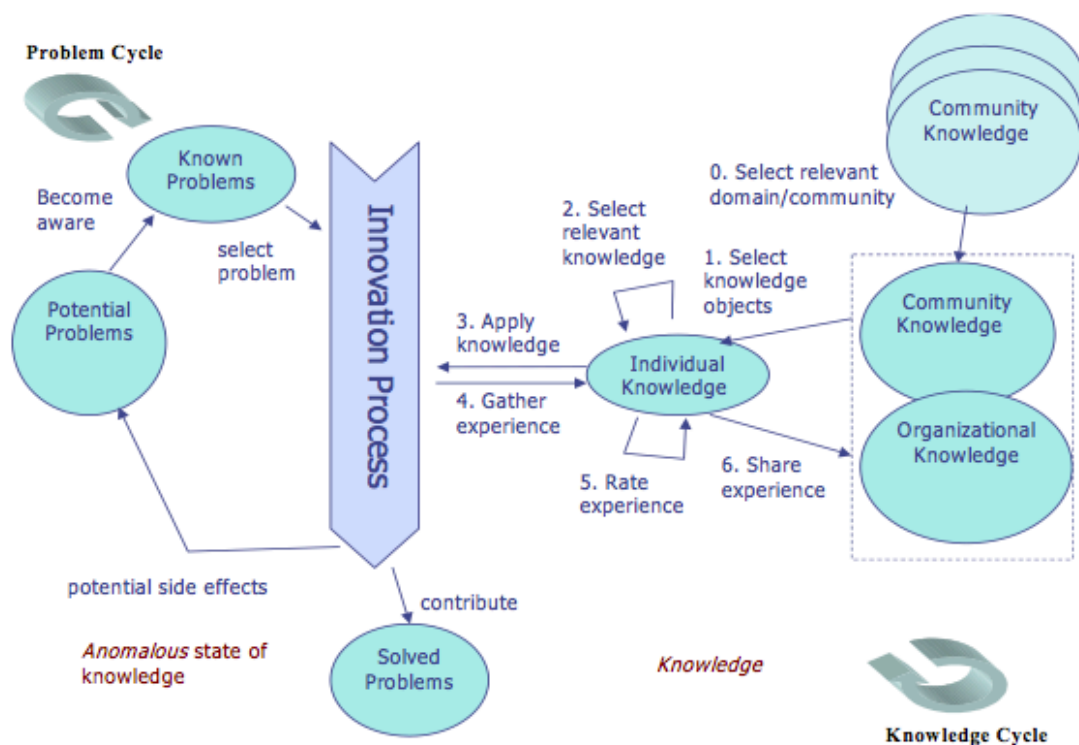 Problem Cycle
Known
Problems
Become
aware
select
problem
Potential
Problems
Innovation Process
potential side effects
contribute
Solved
Problems
Anomalous state of
knowledge
Community
Knowledge
0. Select relevant
domain/community
2. Select
relevant
knowledge
1. Select
knowledge
objects
Community
Knowledge
3. Apply
knowledge
Individual
Knowledge
4. Gather
experience
Organizational
Knowledge
5. Rate
experience
6. Share
experience
Knowledge
Knowledge Cycle